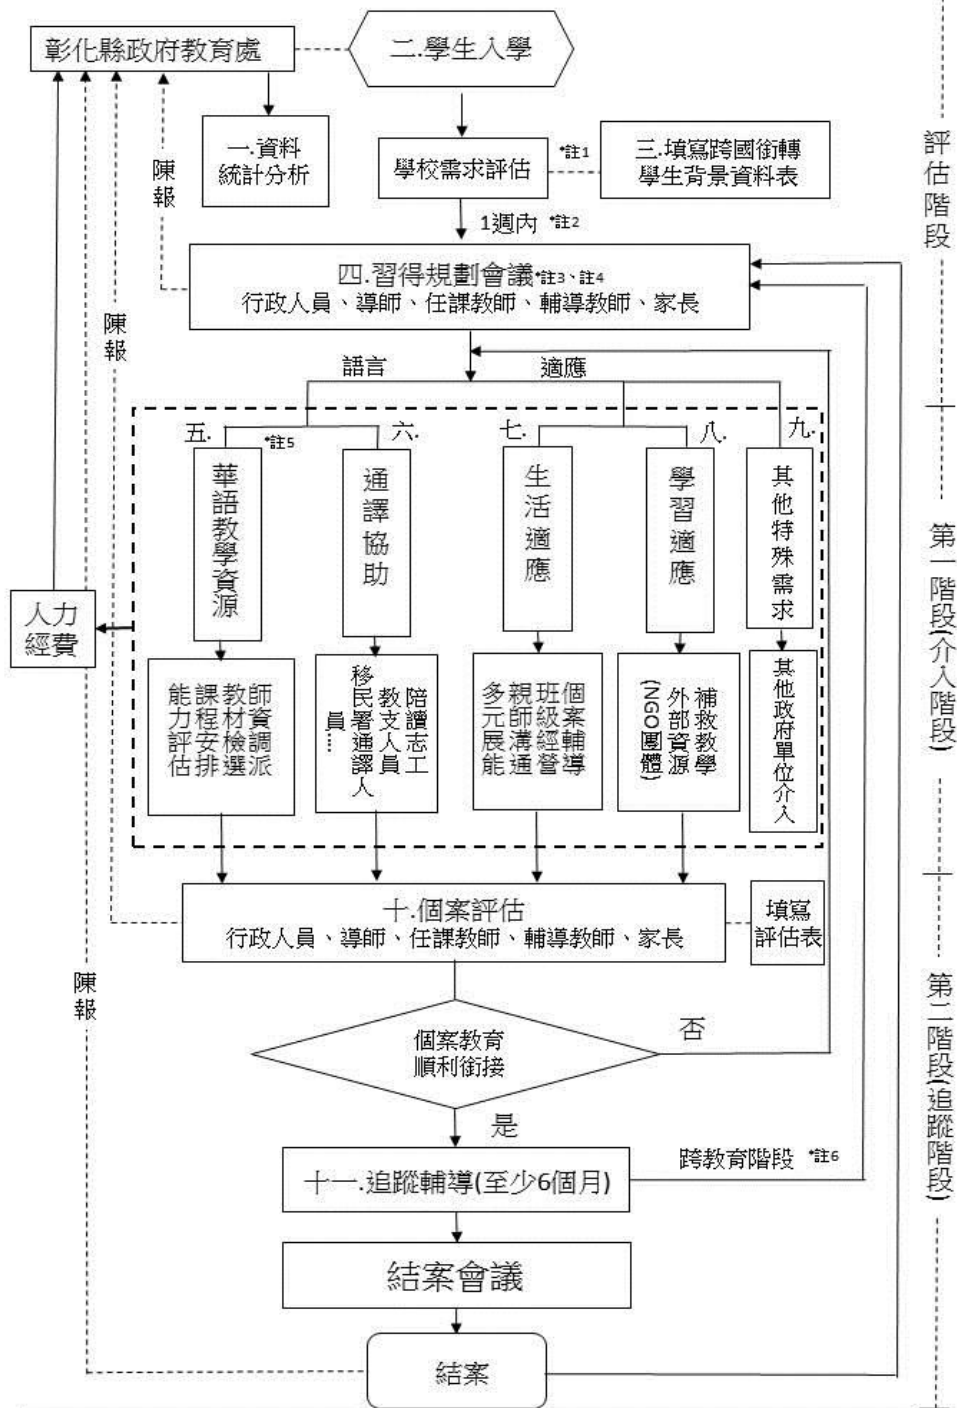 彰化縣政府教育處
二.學生入學
一.資料
統計分析
陳報
學校需求評估
*註1
三.填寫跨國銜轉
學生背景資料表
評估階段
1週內 *註2
四.習得規劃會議*註3、註4
行政人員、導師、任課教師、輔導教師、家長
陳報
語言
適應
五.
*註5
六.
七.
八.
九.
華語教學資源
通譯協助
生活適應
學習適應
其他特殊需求
第一階段(介入階段)
人力
經費
師資調派
教材檢選
課程安排
能力評估
陪讀志工
教支人員
移民署通譯人
員....
個案輔導
班級經營
親師溝通
多元展能
補救教學
外部資源
(NGO團體)
其他政府單位介入
十.個案評估
行政人員、導師、任課教師、輔導教師、家長
填寫
評估表
陳報
個案教育
順利銜接
否
是
第二階段(追蹤階段)
十一.追蹤輔導(至少6個月)
跨教育階段 *註6
結案會議
結案